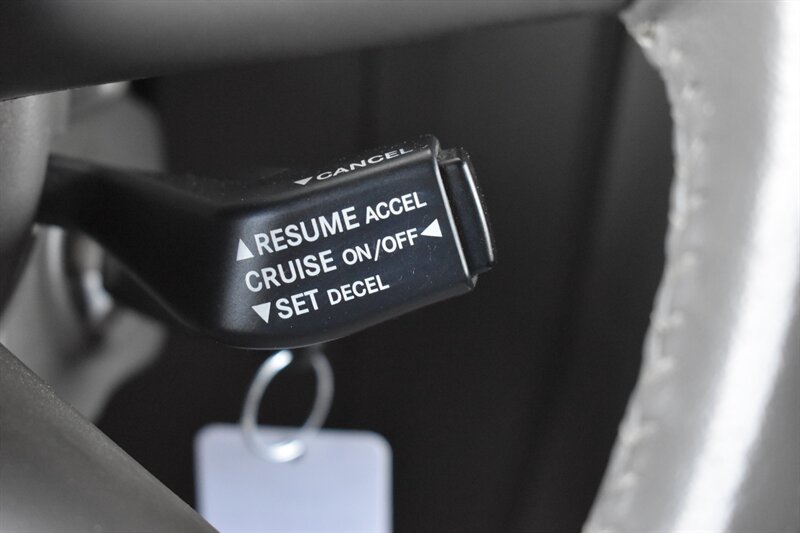 ▼CANCEL
▲RESUME ACCEL
CRUISE ON/OFF◀
▼SET DECEL